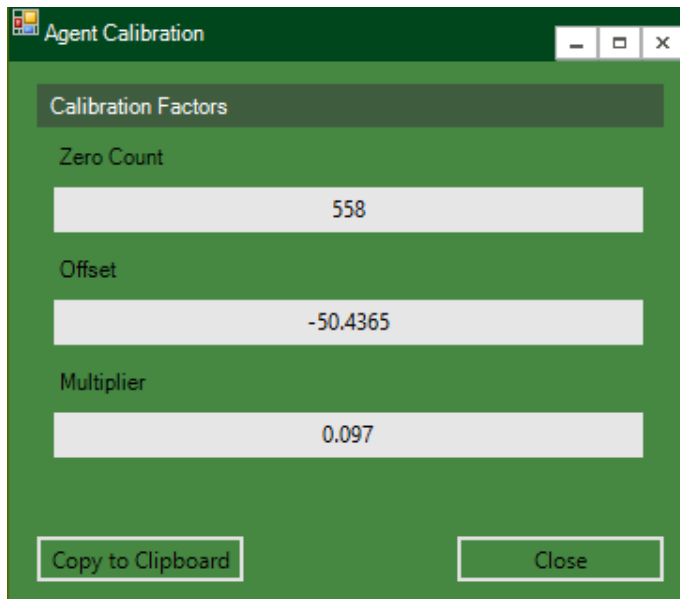 Agent Calibration
Calibration Factors
Zero Count
558
Offset
-50.4365
Multiplier
0.097
Copy to Clipboard
Close